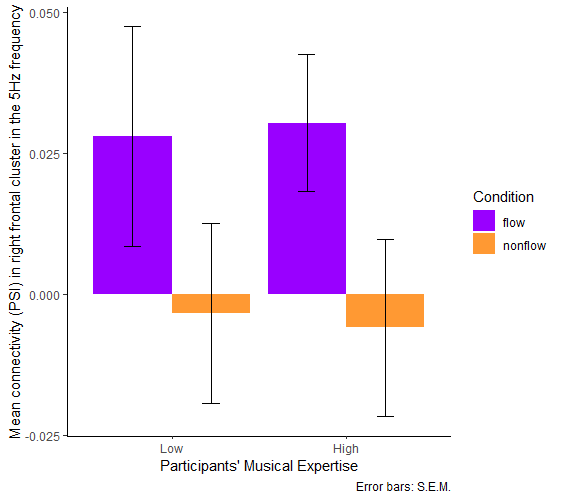 Mean connectivity (PSI) in right frontal cluster in the 5Hz frequency
0.050
0.025
0.000
-0.025
Low
High
Participants' Musical Expertise
Condition
flow
nonflow
Error bars: S.E.M.